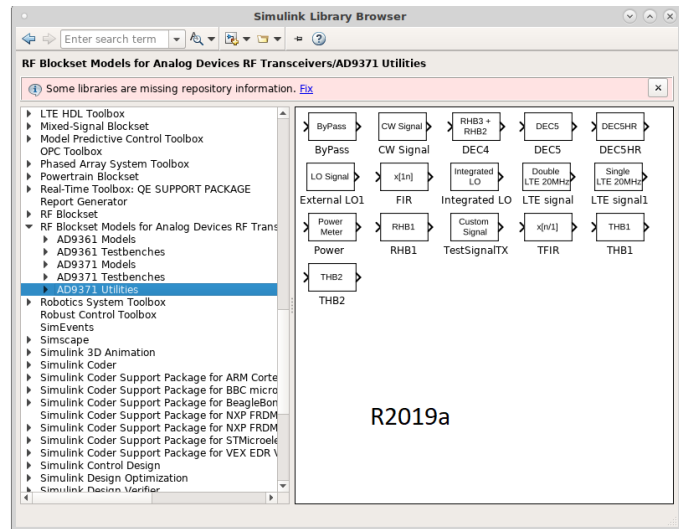 Simulink Library Browser
Enter search term
RF Blockset Models for Analog Devices RF Transceivers/AD9371 Utilities
Some libraries are missing repository information. Fix
LTE HDL Toolbox
Mixed-Signal Blockset
Model Predictive Control Toolbox
OPC Toolbox
Phased Array System Toolbox
Powertrain Blockset
Real-Time Toolbox: QE SUPPORT PACKAGE
Report Generator
RF Blockset
RF Blockset Models for Analog Devices RF Trans
AD9361 Models
AD9361 Testbenches
AD9371 Models
AD9371 Testbenches
AD9371 Utilities
Robotics System Toolbox
Robust Control Toolbox
SimEvents
Simscape
Simulink 3D Animation
Simulink Coder
Simulink Coder Support Package for ARM Corte
Simulink Coder Support Package for BBC micro
Simulink Coder Support Package for BeagleBon
Simulink Coder Support Package for NXP FRDM
Simulink Coder Support Package for NXP FRDM
Simulink Coder Support Package for STMicroele
Simulink Coder Support Package for VEX EDR V
Simulink Control Design
Simulink Design Optimization
Simulink Design Verifier
ByPass
ByPass
CW Signal
CW Signal
RHB3 +
RHB2
DEC4
DEC5
DEC5
DEC5HR
DEC5HR
LO Signal
External LO1
x[1n]
FIR
Integrated
LO
Integrated LO
Double
LTE 20MHz
LTE signal
Single
LTE 20MHz
LTE signal1
Power
Meter
Power
RHB1
RHB1
Custom
Signal
TestSignalTX
x[n/1]
TFIR
THB1
THB1
THB2
THB2
R2019a